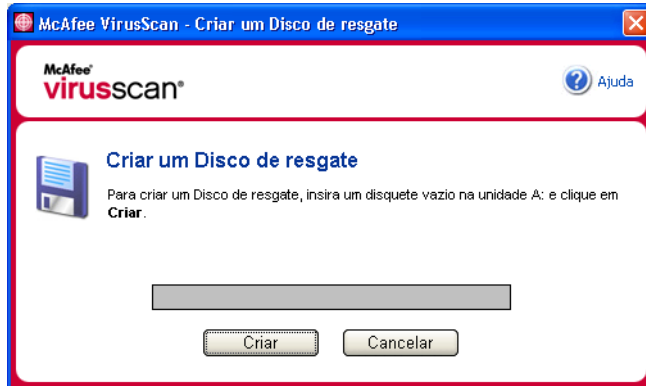 McAfee VirusScan - Criar um Disco de resgate
McAfee®
virusscan®
? Ajuda
Criar um Disco de resgate
Para criar um Disco de resgate, insira um disquete vazio na unidade A: e clique em
Criar.
Criar
Cancelar